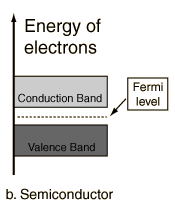 Energy of
electrons
Conduction Band
Fermi
level
Valence Band
b. Semiconductor